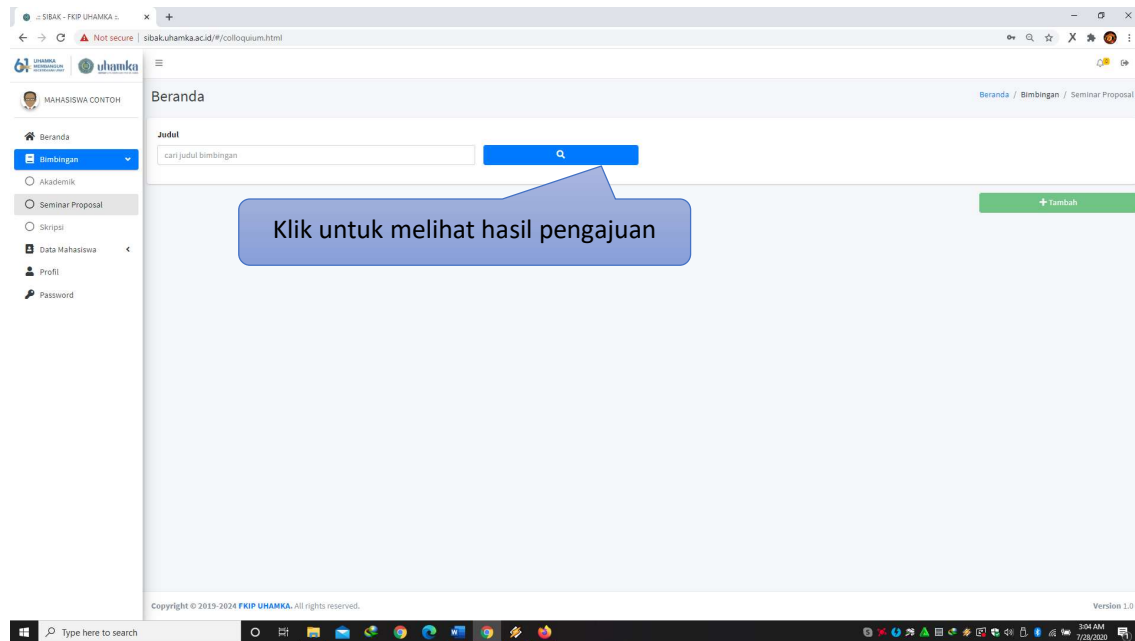 .:: SIBAK - FKIP UHAMKA ::.
Not secure
sibak.uhamka.ac.id/#/colloquium.html
UHAMKA
MEMBANGUN
uhamka
MAHASISWA CONTOH
Beranda
Beranda / Bimbingan / Seminar Proposal
Beranda
Bimbingan
Akademik
Seminar Proposal
Skripsi
Data Mahasiswa
Profil
Password
Judul
cari judul bimbingan
+ Tambah
Klik untuk melihat hasil pengajuan
Copyright © 2019-2024 FKIP UHAMKA. All rights reserved.
Version 1.0
Type here to search
3:04 AM
7/28/2020